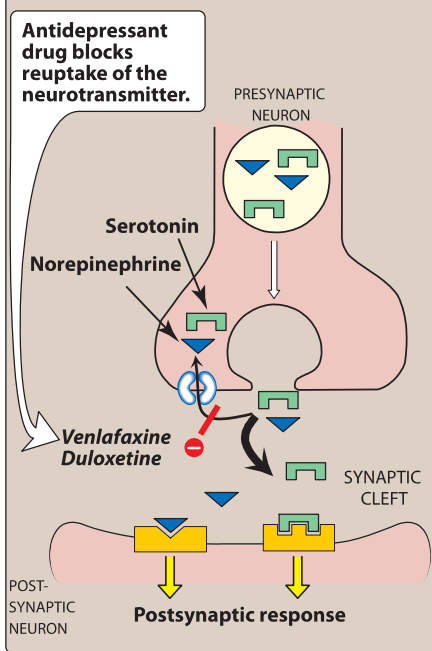 Antidepressant
drug blocks
reuptake of the
neurotransmitter.
PRESYNAPTIC
NEURON
Serotonin
Norepinephrine
Venlafaxine
Duloxetine
SYNAPTIC
CLEFT
POST-
SYNAPTIC
NEURON
Postsynaptic response